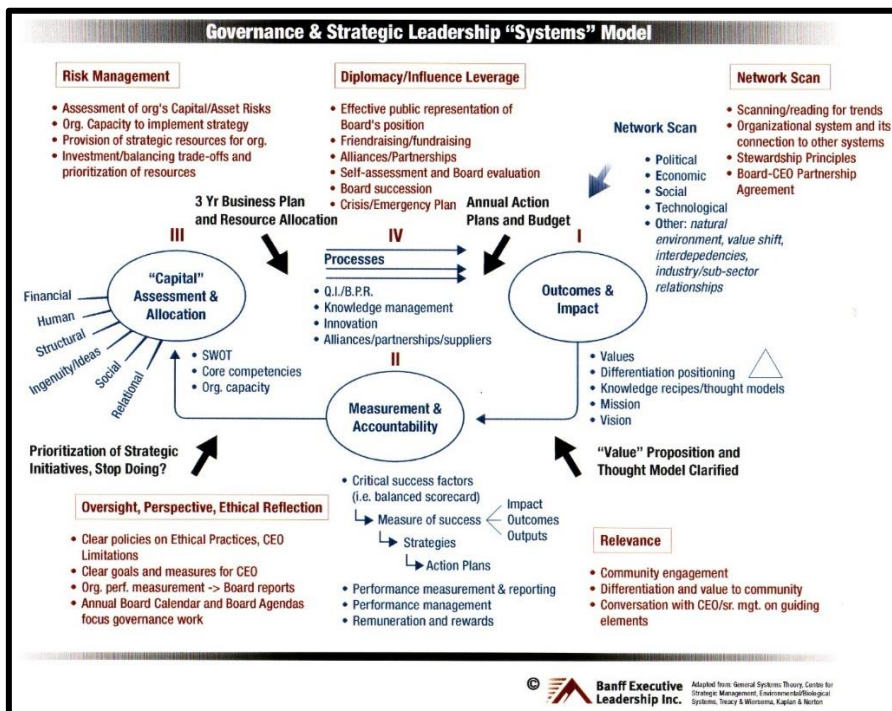 Governance & Strategic Leadership “Systems” Model
Risk Management
• Assessment of org's Capital/Asset Risks
• Org. Capacity to implement strategy
• Provision of strategic resources for org.
• Investment/balancing trade-offs and
prioritization of resources
Diplomacy/Influence Leverage
• Effective public representation of
Board's position
• Friendraising/fundraising
• Alliances/Partnerships
• Self-assessment and Board evaluation
• Board succession
• Crisis/Emergency Plan
Network Scan
• Scanning/reading for trends
• Organizational system and its
connection to other systems
• Stewardship Principles
• Board-CEO Partnership
Agreement
Network Scan
• Political
• Economic
• Social
• Technological
• Other: natural
environment, value shift,
interdepedencies,
industry/sub-sector
relationships
3 Yr Business Plan
and Resource Allocation
Annual Action
Plans and Budget
III
“Capital”
Assessment &
Allocation
Financial
Human
Structural
Ingenuity/Ideas
Social
Relational
• SWOT
• Core competencies
• Org. capacity
IV
Processes
• Q.I./B.P.R.
• Knowledge management
• Innovation
• Alliances/partnerships/suppliers
I
Outcomes &
Impact
• Values
• Differentiation positioning
• Knowledge recipes/thought models
• Mission
• Vision
II
Measurement &
Accountability
Prioritization of Strategic
Initiatives, Stop Doing?
“Value” Proposition and
Thought Model Clarified
• Critical success factors
(i.e. balanced scorecard)
Measure of success
Impact
Outcomes
Outputs
Strategies
Action Plans
• Performance measurement & reporting
• Performance management
• Remuneration and rewards
Oversight, Perspective, Ethical Reflection
• Clear policies on Ethical Practices, CEO
Limitations
• Clear goals and measures for CEO
• Org. perf. measurement -> Board reports
• Annual Board Calendar and Board Agendas
focus governance work
Relevance
• Community engagement
• Differentiation and value to community
• Conversation with CEO/sr. mgt. on guiding
elements
© Banff Executive
Leadership Inc.
Adapted from: General Systems Theory, Centre for
Strategic Management, Environmental/Biological
Systems, Treacy & Wiersema, Kaplan & Norton